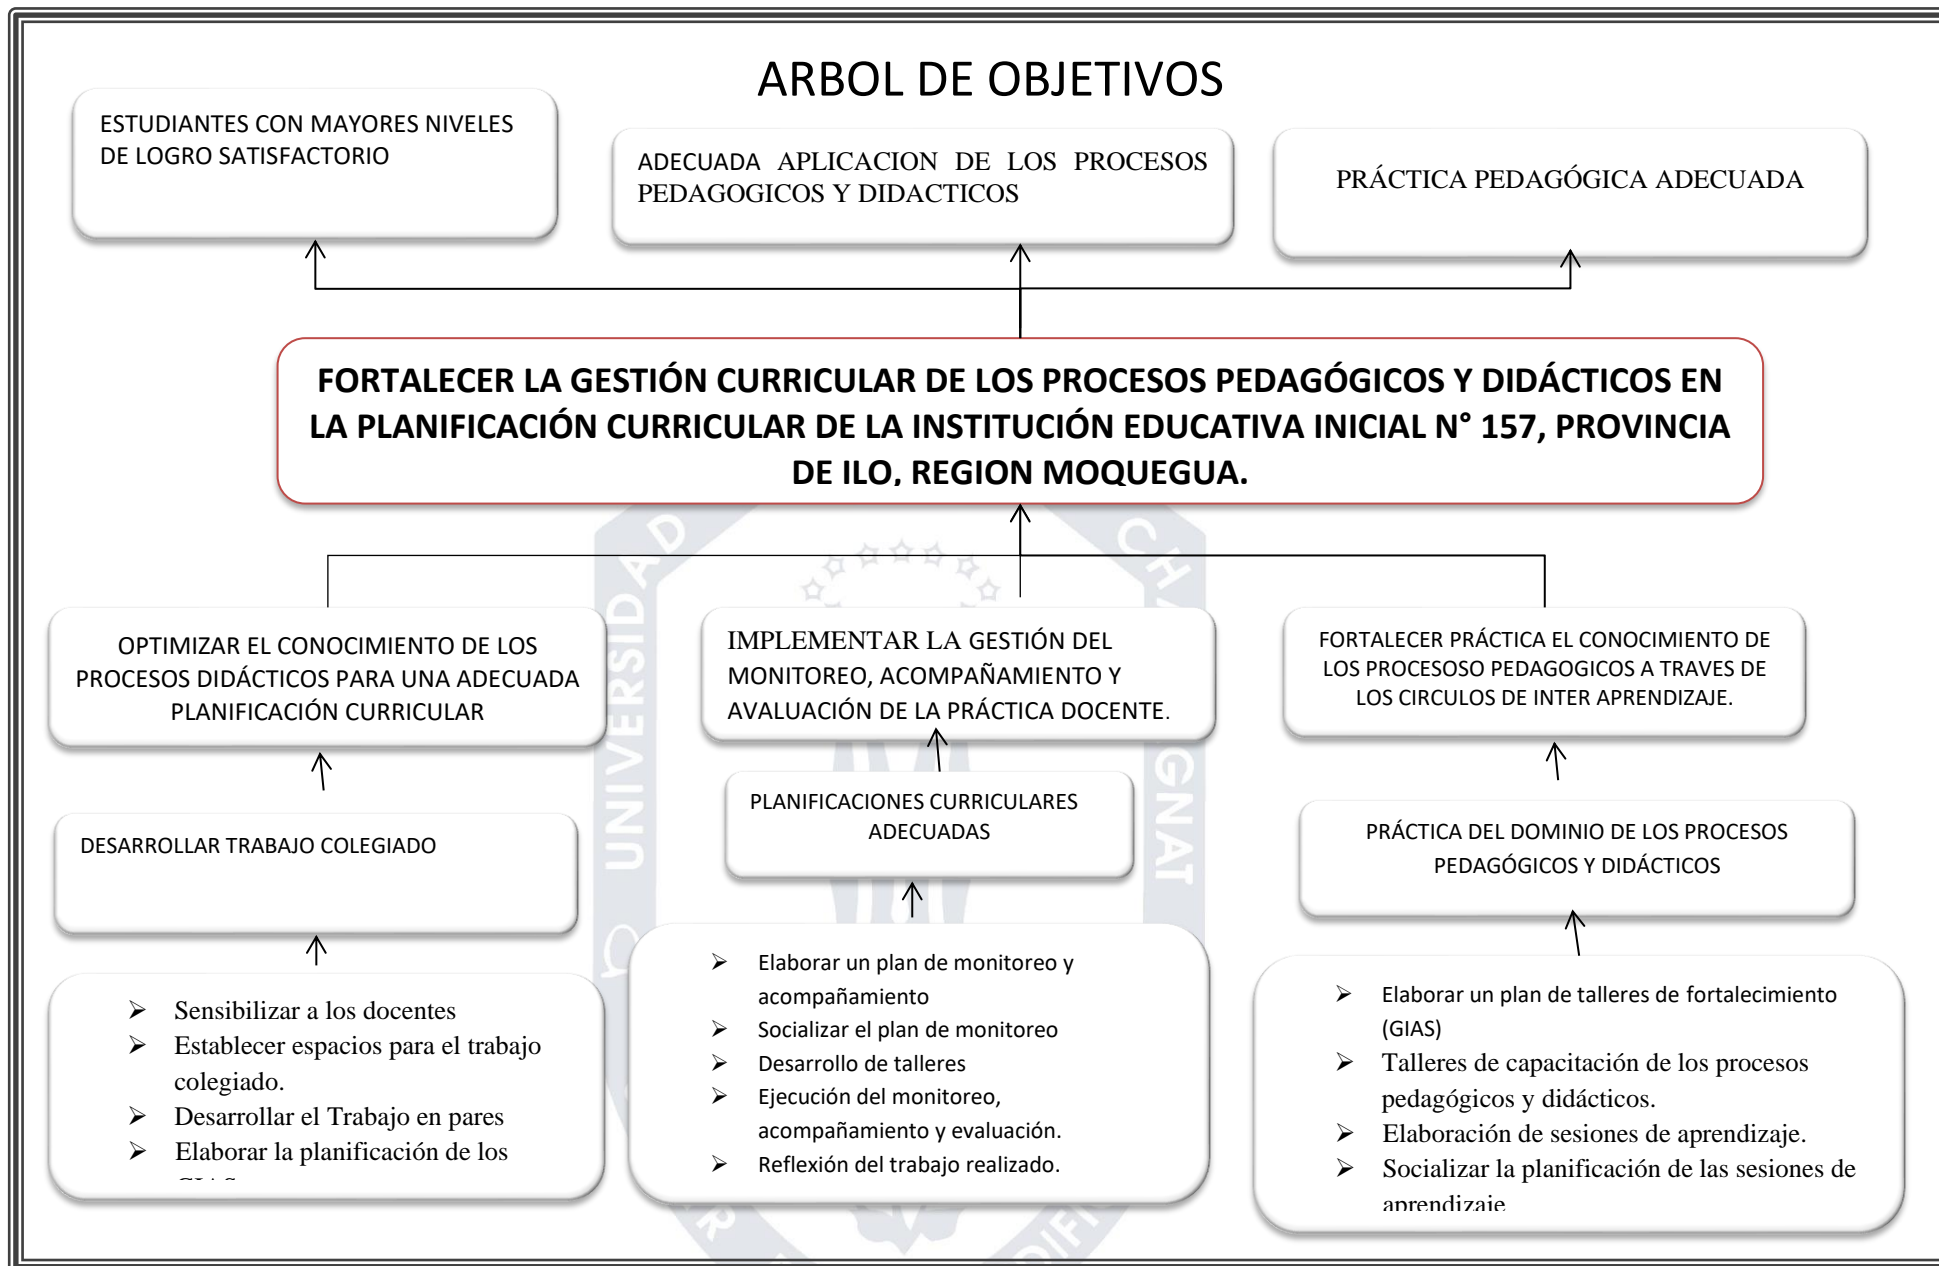 ARBOL DE OBJETIVOS
ESTUDIANTES CON MAYORES NIVELES
DE LOGRO SATISFACTORIO
ADECUADA APLICACION DE LOS PROCESOS
PEDAGOGICOS Y DIDACTICOS
PRÁCTICA PEDAGÓGICA ADECUADA
FORTALECER LA GESTIÓN CURRICULAR DE LOS PROCESOS PEDAGÓGICOS Y DIDÁCTICOS EN
LA PLANIFICACIÓN CURRICULAR DE LA INSTITUCIÓN EDUCATIVA INICIAL N° 157, PROVINCIA
DE ILO, REGION MOQUEGUA.
OPTIMIZAR EL CONOCIMIENTO DE LOS
PROCESOS DIDÁCTICOS PARA UNA ADECUADA
PLANIFICACIÓN CURRICULAR
IMPLEMENTAR LA GESTIÓN DEL
MONITOREO, ACOMPAÑAMIENTO Y
AVALUACIÓN DE LA PRÁCTICA DOCENTE.
FORTALECER PRÁCTICA EL CONOCIMIENTO DE
LOS PROCESOSO PEDAGOGICOS A TRAVES DE
LOS CIRCULOS DE INTER APRENDIZAJE.
DESARROLLAR TRABAJO COLEGIADO
PLANIFICACIONES CURRICULARES
ADECUADAS
PRÁCTICA DEL DOMINIO DE LOS PROCESOS
PEDAGÓGICOS Y DIDÁCTICOS
➢ Sensibilizar a los docentes
➢ Establecer espacios para el trabajo
colegiado.
➢ Desarrollar el Trabajo en pares
➢ Elaborar la planificación de los
➢ Elaborar un plan de monitoreo y
acompañamiento
➢ Socializar el plan de monitoreo
➢ Desarrollo de talleres
➢ Ejecución del monitoreo,
acompañamiento y evaluación.
➢ Reflexión del trabajo realizado.
➢ Elaborar un plan de talleres de fortalecimiento
(GIAS)
➢ Talleres de capacitación de los procesos
pedagógicos y didácticos.
➢ Elaboración de sesiones de aprendizaje.
➢ Socializar la planificación de las sesiones de
aprendizaje
UNIVERSIDAD